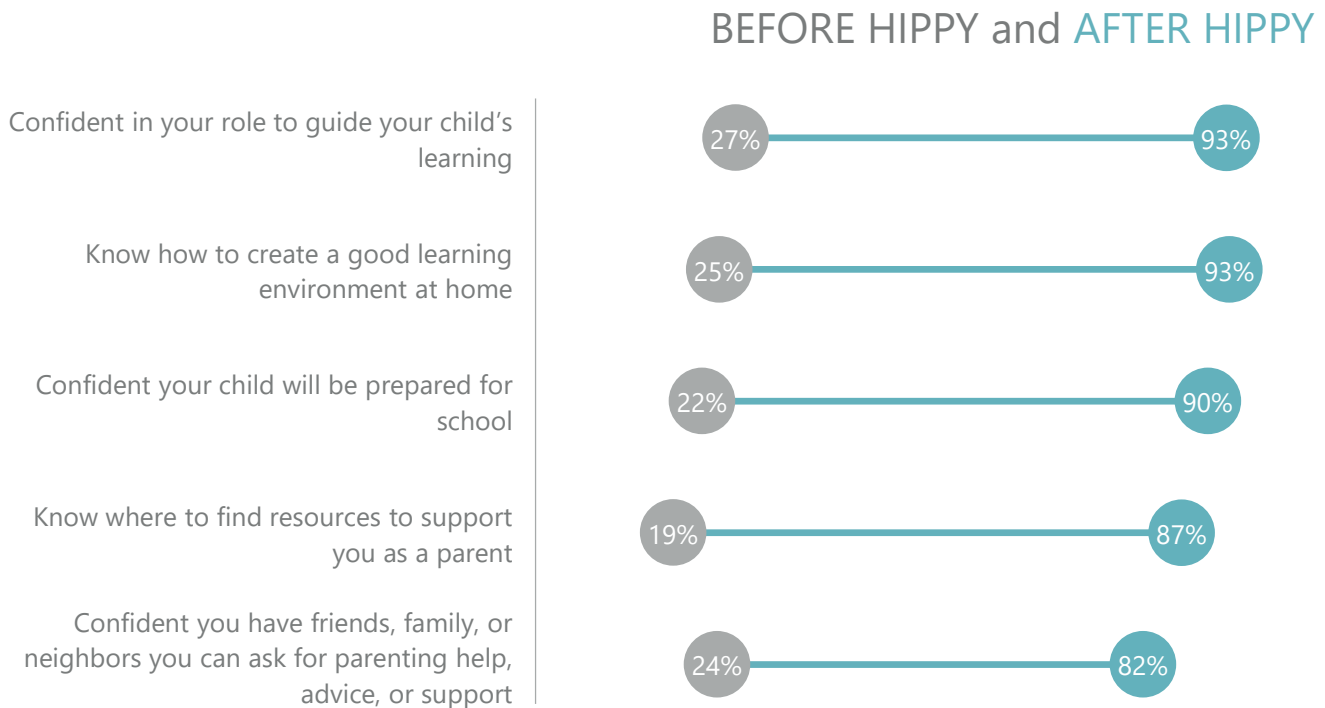 BEFORE HIPPY and AFTER HIPPY
Confident in your role to guide your child’s
learning
27%
93%
Know how to create a good learning
environment at home
25%
93%
Confident your child will be prepared for
school
22%
90%
Know where to find resources to support
you as a parent
19%
87%
Confident you have friends, family, or
neighbors you can ask for parenting help,
advice, or support
24%
82%